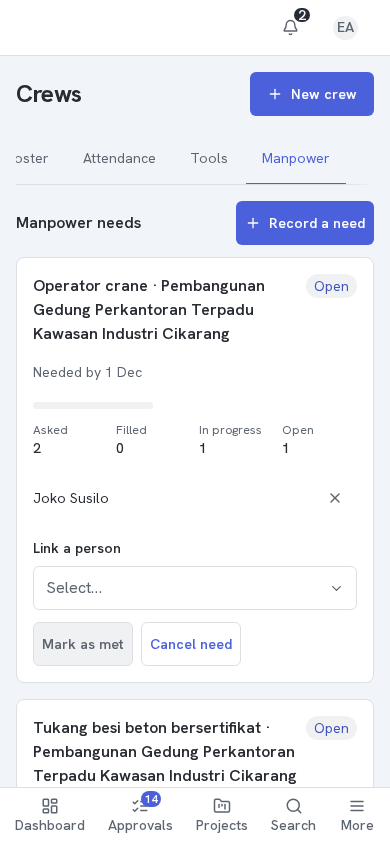 2
EA
Crews
New crew
oster
Attendance
Tools
Manpower
Manpower needs
Record a need
Operator crane · Pembangunan
Gedung Perkantoran Terpadu
Kawasan Industri Cikarang
Open
Needed by 1 Dec
Asked
Filled
In progress
Open
2
0
1
1
Joko Susilo
Link a person
Select...
Mark as met
Cancel need
Tukang besi beton bersertifikat ·
Pembangunan Gedung Perkantoran
Terpadu Kawasan Industri Cikarang
Open
14
Dashboard
Approvals
Projects
Search
More